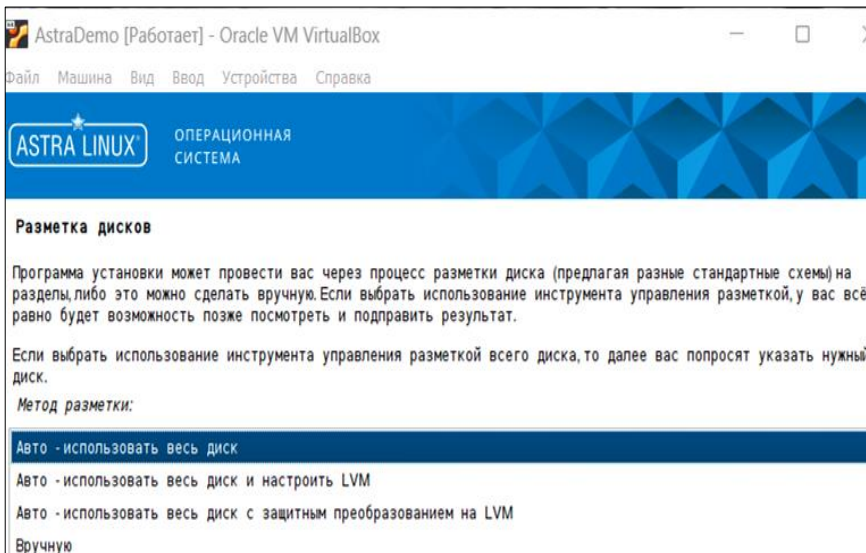 AstraDemo [Работает] - Oracle VM VirtualBox
Файл Машина Вид Ввод Устройства Справка
ASTRA LINUX®
ОПЕРАЦИОННАЯ
СИСТЕМА
Разметка дисков
Программа установки может провести вас через процесс разметки диска (предлагая разные стандартные схемы) на
разделы, либо это можно сделать вручную. Если выбрать использование инструмента управления разметкой, у вас всё
равно будет возможность позже посмотреть и подправить результат.
Если выбрать использование инструмента управления разметкой всего диска, то далее вас попросят указать нужный
диск.
Метод разметки:
Авто - использовать весь диск
Авто - использовать весь диск и настроить LVM
Авто - использовать весь диск с защитным преобразованием на LVM
Вручную